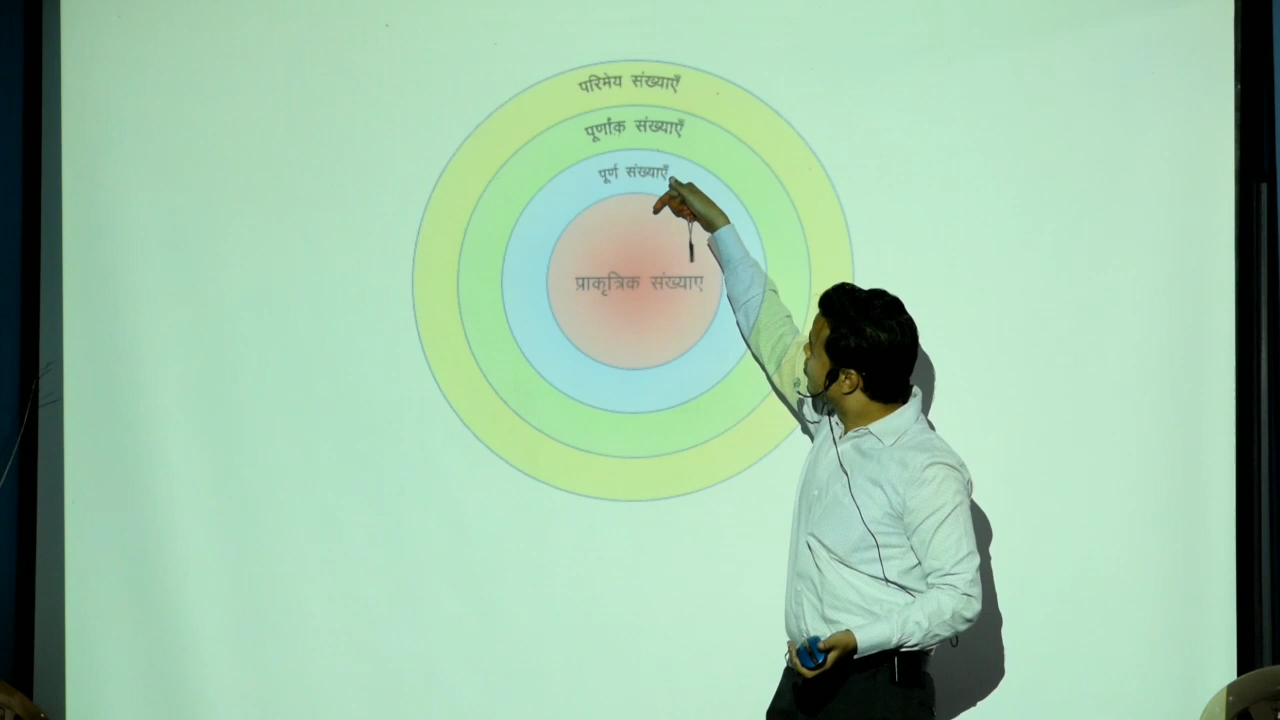 परिमेय संख्याएँ
पूर्णांक संख्याएँ
पूर्ण संख्याएँ
प्राकृत्रिक संख्याए